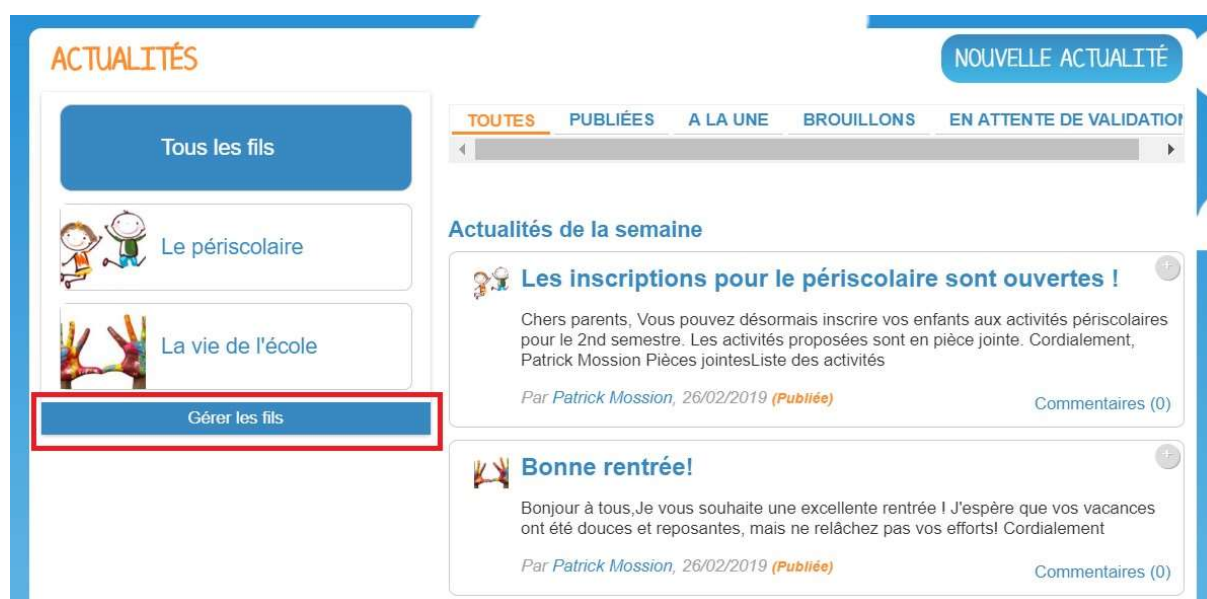 ACTUALITÉS
NOUVELLE ACTUALITÉ
Tous les fils
Le périscolaire
La vie de l'école
Gérer les fils
TOUTES PUBLIÉES A LA UNE BROUILLONS EN ATTENTE DE VALIDATION
Actualités de la semaine
Les inscriptions pour le périscolaire sont ouvertes !
Chers parents, Vous pouvez désormais inscrire vos enfants aux activités périscolaires
pour le 2nd semestre. Les activités proposées sont en pièce jointe. Cordialement,
Patrick Mossion Pièces jointesListe des activités
Par Patrick Mossion, 26/02/2019 (Publiée)
Commentaires (0)
Bonne rentrée!
Bonjour à tous,Je vous souhaite une excellente rentrée ! J'espère que vos vacances
ont été douces et reposantes, mais ne relâchez pas vos efforts! Cordialement
Par Patrick Mossion, 26/02/2019 (Publiée)
Commentaires (0)